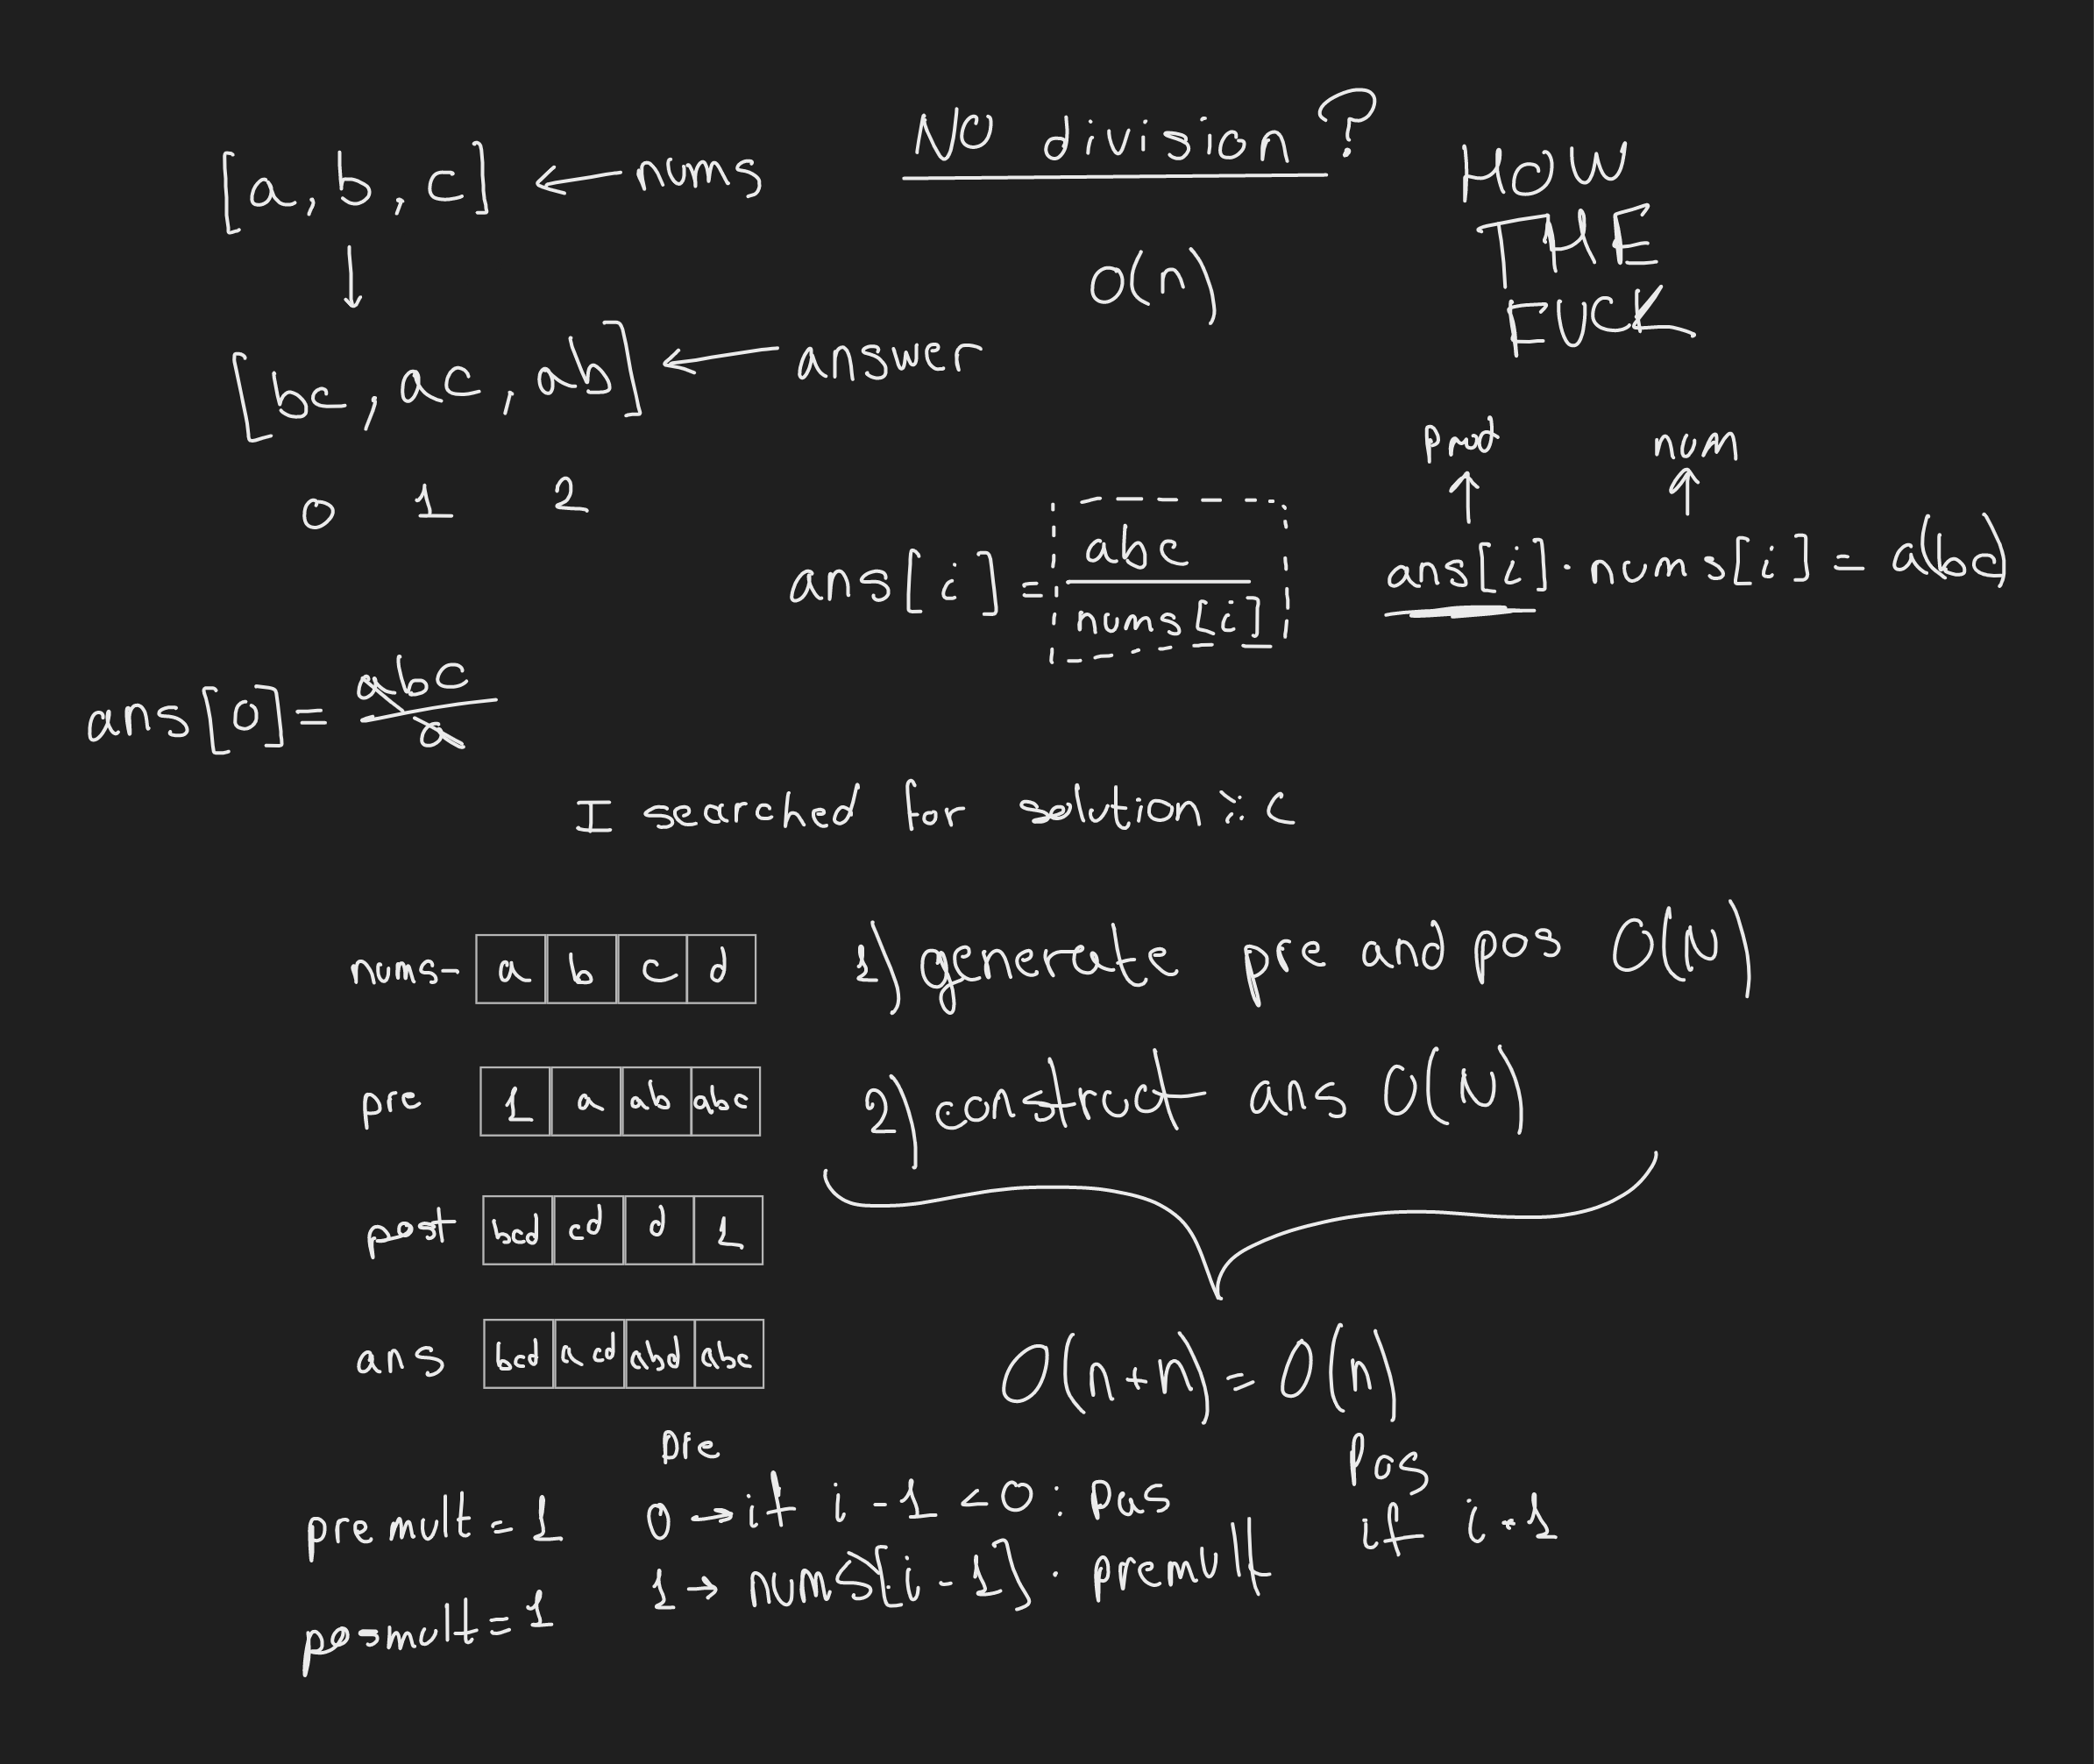 NO division?
[a, b, c] ← nums
HOW
THE
FUCK
O(n)
[bc, ac, ab] ← answer
0 1 2
prod num
ans[i] = abc
nums[i]
ans[i] · nums[i] = abc
ans[0] = abc
a
I searched for solution :c
nums- a b c d
1) generate pre and pos O(N)
pre 1 a ab abc
2) construct ans O(N)
post bcd cd d 1
ans bcd acd abd abc
O(n+n) = O(n)
pre
pos
premult = 1
0 → if i-1 < 0: pas
if i+1
1 → nums[i-1] · premult
posmult = 1